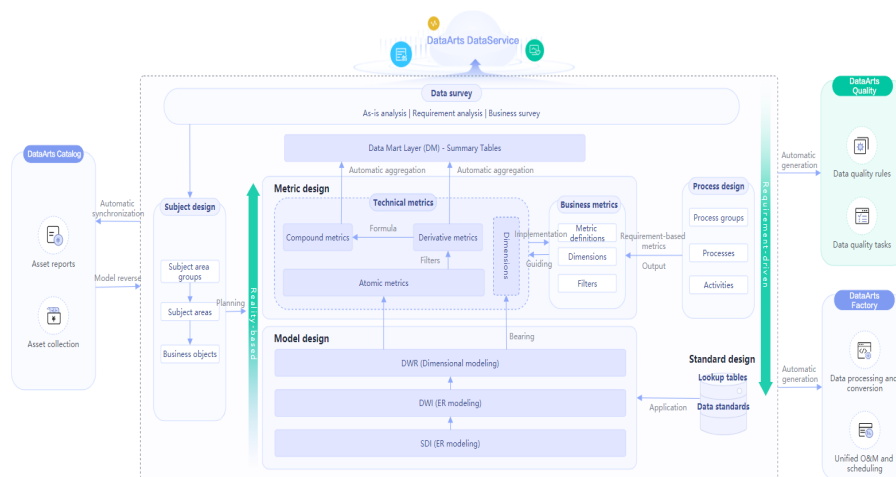 DataArts DataService
Data survey
As-is analysis | Requirement analysis | Business survey
DataArts Catalog
Asset reports
Asset collection
Automatic
synchronization
Model reverse
Subject design
Subject area
groups
Subject areas
Business objects
Planning
Reality-based
Data Mart Layer (DM) - Summary Tables
Automatic aggregation
Automatic aggregation
Metric design
Technical metrics
Compound metrics
Formula
Derivative metrics
Filters
Atomic metrics
Dimensions
Implementation
Guiding
Business metrics
Metric
definitions
Dimensions
Filters
Requirement-based
metrics
Output
Process design
Process groups
Processes
Activities
Requirement-driven
Bearing
Model design
DWR (Dimensional modeling)
DWI (ER modeling)
SDI (ER modeling)
Application
Standard design
Lookup tables
Data standards
Automatic
generation
DataArts
Quality
Data quality rules
Data quality tasks
Automatic
generation
DataArts
Factory
Data processing and
conversion
Unified O&M and
scheduling